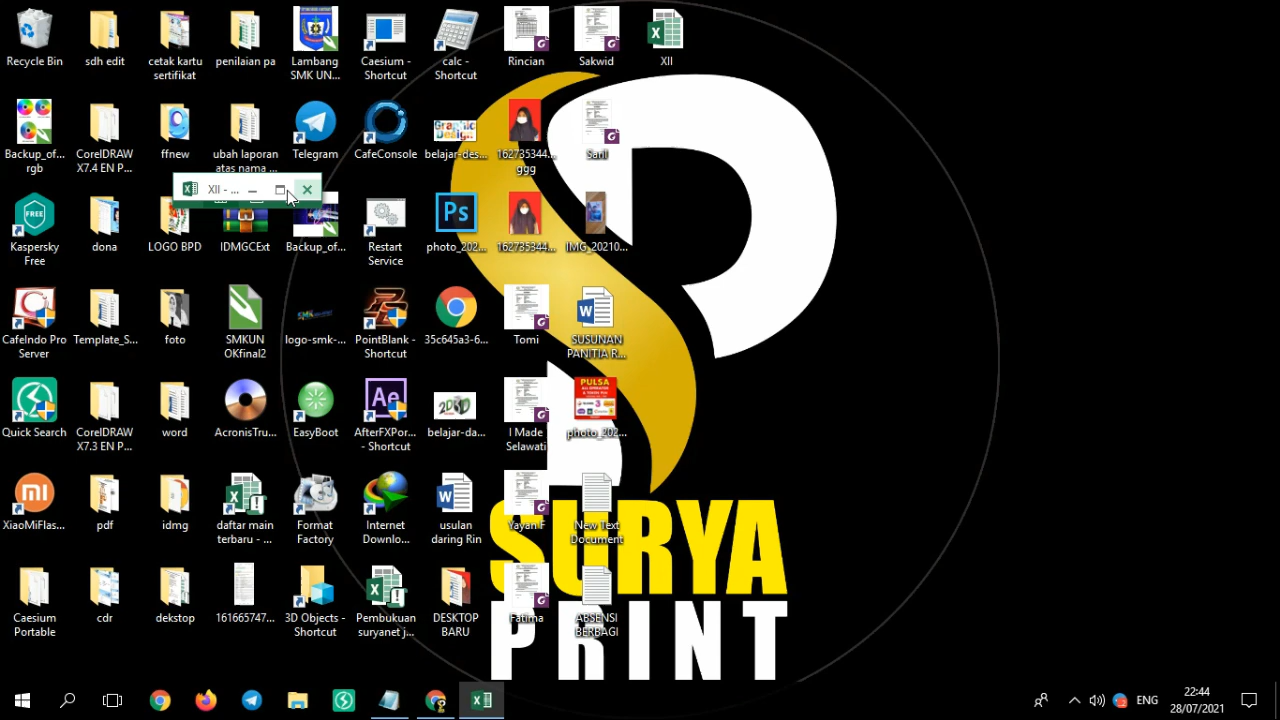 Recycle Bin
sdh edit
cetak kartu
sertifikat
penilaian pa
Lambang
SMK UN...
Caesium -
Shortcut
calc -
Shortcut
Rincian
Sakwid
XII
Backup_of...
rgb
CorelDRAW
X7.4 EN P...
ff new
ubah laporan
atas nama ...
Telegram
CafeConsole
belajar-des...
162735344...
ggg
Saril
XII - ...
Kaspersky
Free
dona
LOGO BPD
IDMGCExt
Backup_of...
Restart
Service
photo_202...
162735344...
IMG_20210...
CafeIndo Pro
Server
Template_S...
foto
SMKUN
OKfinal2
logo-smk-...
PointBlank -
Shortcut
35c645a3-6...
Tomi
SUSUNAN
PANITIA R...
Quick Search
CorelDRAW
X7.3 EN P...
AcronisTru...
EasyBoot
AfterFXPor...
- Shortcut
belajar-da...
I Made
Selawati
PULSA
photo_202...
XiaoMiFlas...
pdf
idmg
daftar main
terbaru - ...
Format
Factory
Internet
Downlo...
usulan
daring Rin
Yayan F
New Text
Document
Caesium
Portable
cdr
dekstop
161665747...
3D Objects -
Shortcut
Pembukuan
suryanet j...
DESKTOP
BARU
Fatima
ABSENSI
BERBAGI
SURYA
PRINT
ENG
22:44
28/07/2021